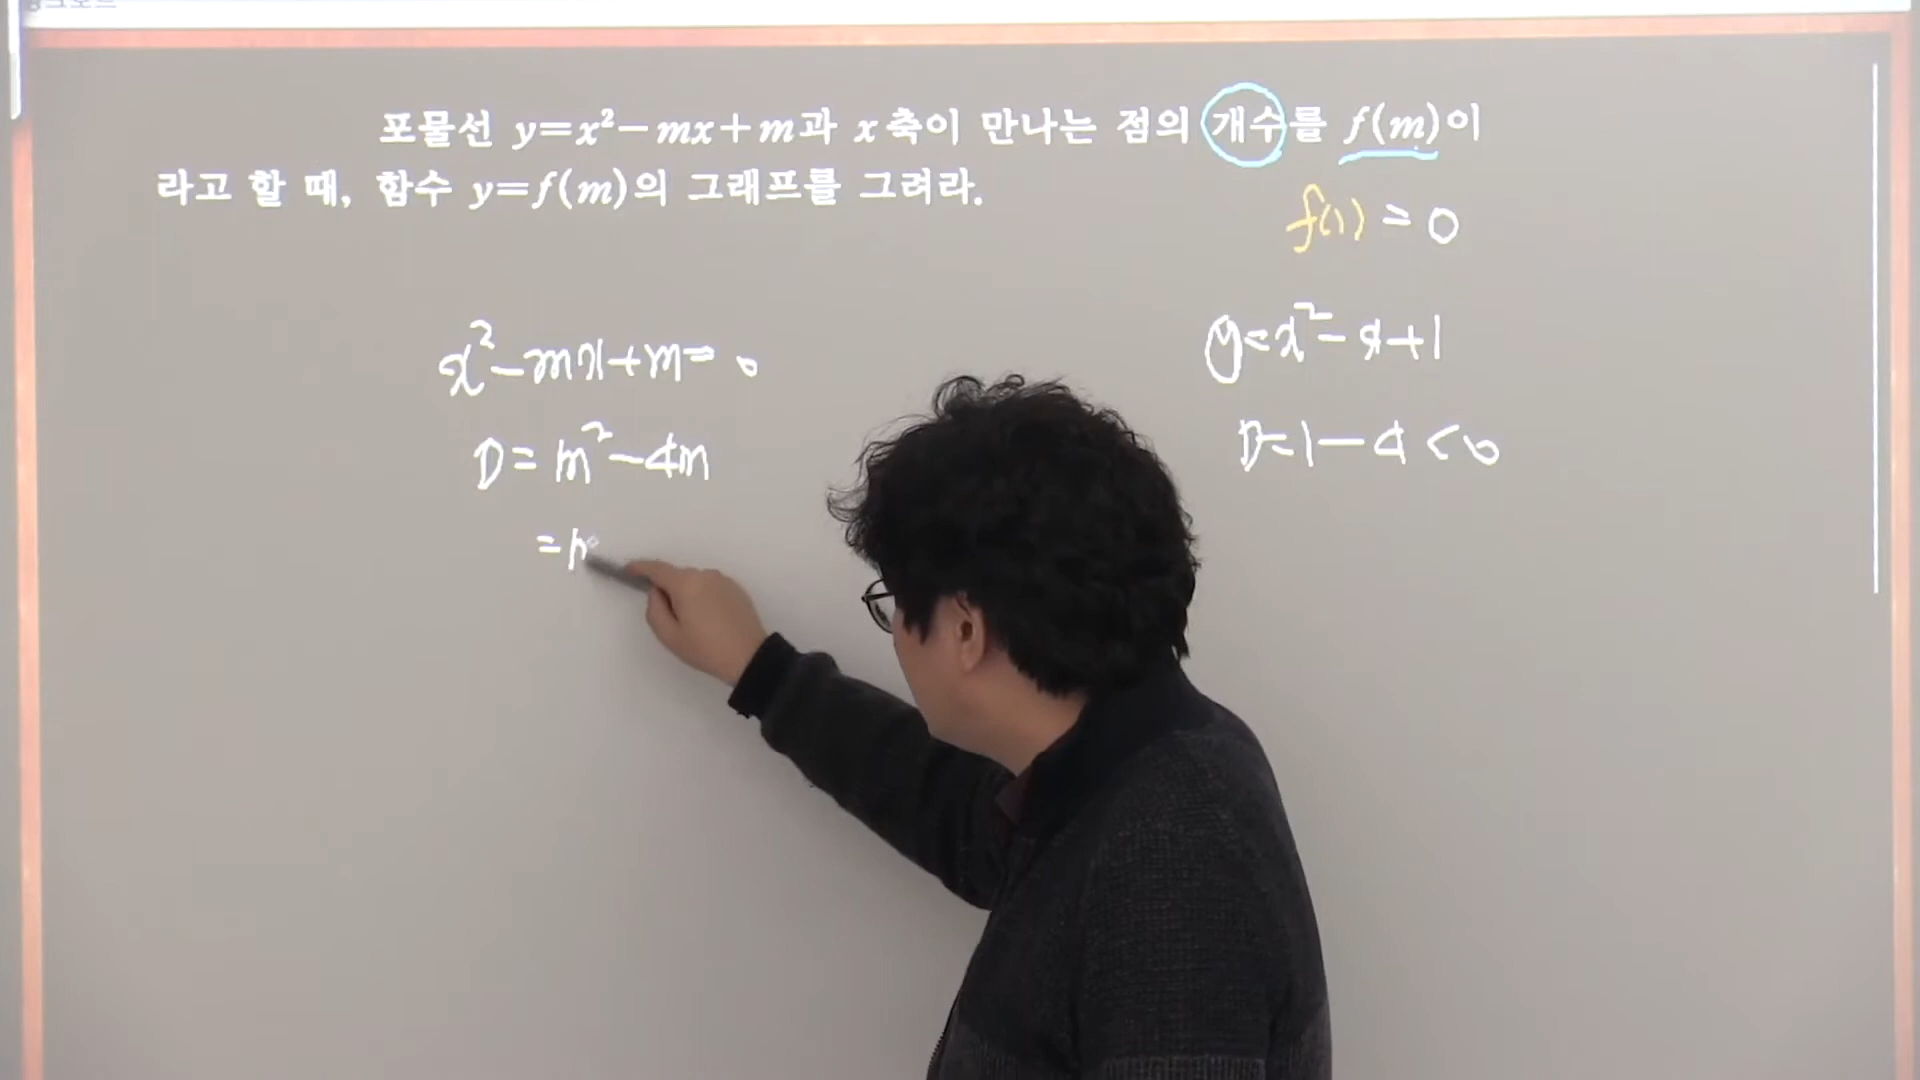 포물선 y=x²-mx+m과 x축이 만나는 점의 개수를 f(m)이
라고 할 때, 함수 y=f(m)의 그래프를 그려라.
f(1) = 0
x²-mx+m=0
D = m²-4m
=
y=x²-x+1
D=1-4<0